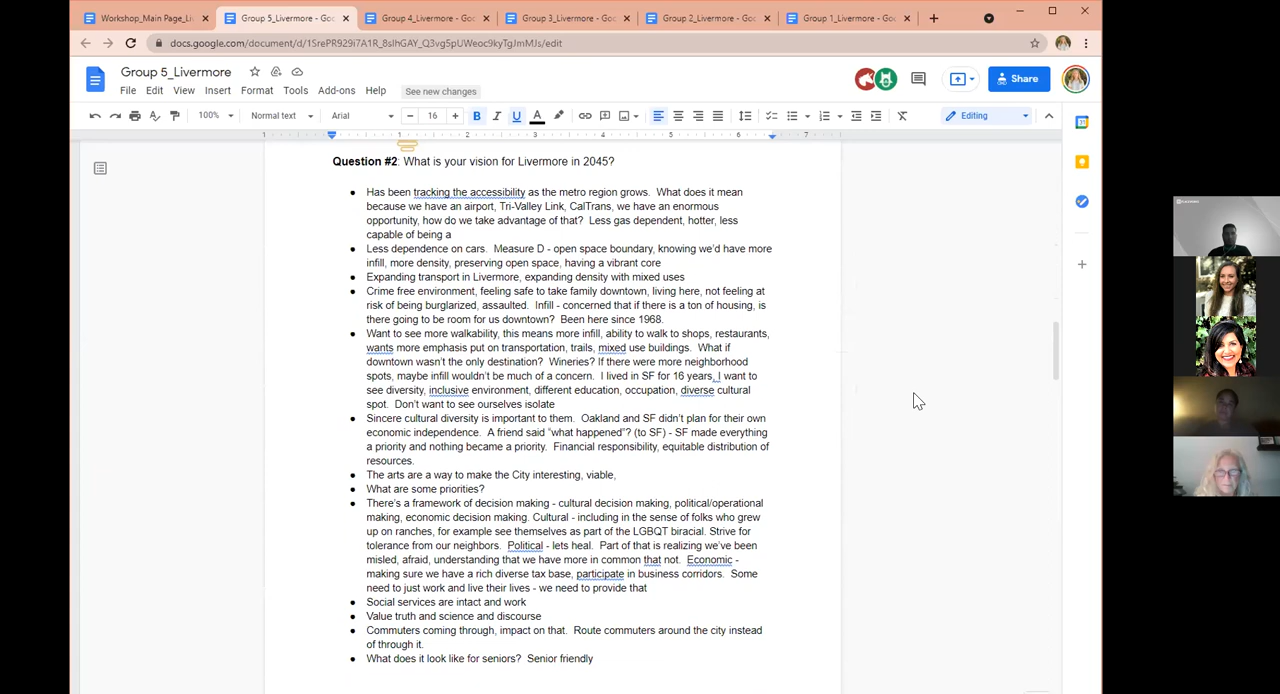 Workshop_Main Page_Li
Group 5_Livermore - Goo
Group 4_Livermore - Goo
Group 3_Livermore - Goo
Group 2_Livermore - Goo
Group 1_Livermore - Goo
Group 5_Livermore
File Edit View Insert Format Tools Add-ons Help See new changes
Share
100% Normal text Arial 16 B I U A Editing
1 1 2 3 4 5 6 7
Question #2: What is your vision for Livermore in 2045?
Has been tracking the accessibility as the metro region grows. What does it mean
because we have an airport, Tri-Valley Link, CalTrans, we have an enormous
opportunity, how do we take advantage of that? Less gas dependent, hotter, less
capable of being a
Less dependence on cars. Measure D - open space boundary, knowing we'd have more
infill, more density, preserving open space, having a vibrant core
Expanding transport in Livermore, expanding density with mixed uses
Crime free environment, feeling safe to take family downtown, living here, not feeling at
risk of being burglarized, assaulted. Infill - concerned that if there is a ton of housing, is
there going to be room for us downtown? Been here since 1968.
Want to see more walkability, this means more infill, ability to walk to shops, restaurants,
wants more emphasis put on transportation, trails, mixed use buildings. What if
downtown wasn't the only destination? Wineries? If there were more neighborhood
spots, maybe infill wouldn't be much of a concern. I lived in SF for 16 years, I want to
see diversity, inclusive environment, different education, occupation, diverse cultural
spot. Don't want to see ourselves isolate
Sincere cultural diversity is important to them. Oakland and SF didn't plan for their own
economic independence. A friend said "what happened"? (to SF) - SF made everything
a priority and nothing became a priority. Financial responsibility, equitable distribution of
resources.
The arts are a way to make the City interesting, viable,
What are some priorities?
There's a framework of decision making - cultural decision making, political/operational
making, economic decision making. Cultural - including in the sense of folks who grew
up on ranches, for example see themselves as part of the LGBQT biracial. Strive for
tolerance from our neighbors. Political - lets heal. Part of that is realizing we've been
misled, afraid, understanding that we have more in common that not. Economic -
making sure we have a rich diverse tax base, participate in business corridors. Some
need to just work and live their lives - we need to provide that
Social services are intact and work
Value truth and science and discourse
Commuters coming through, impact on that. Route commuters around the city instead
of through it.
What does it look like for seniors? Senior friendly